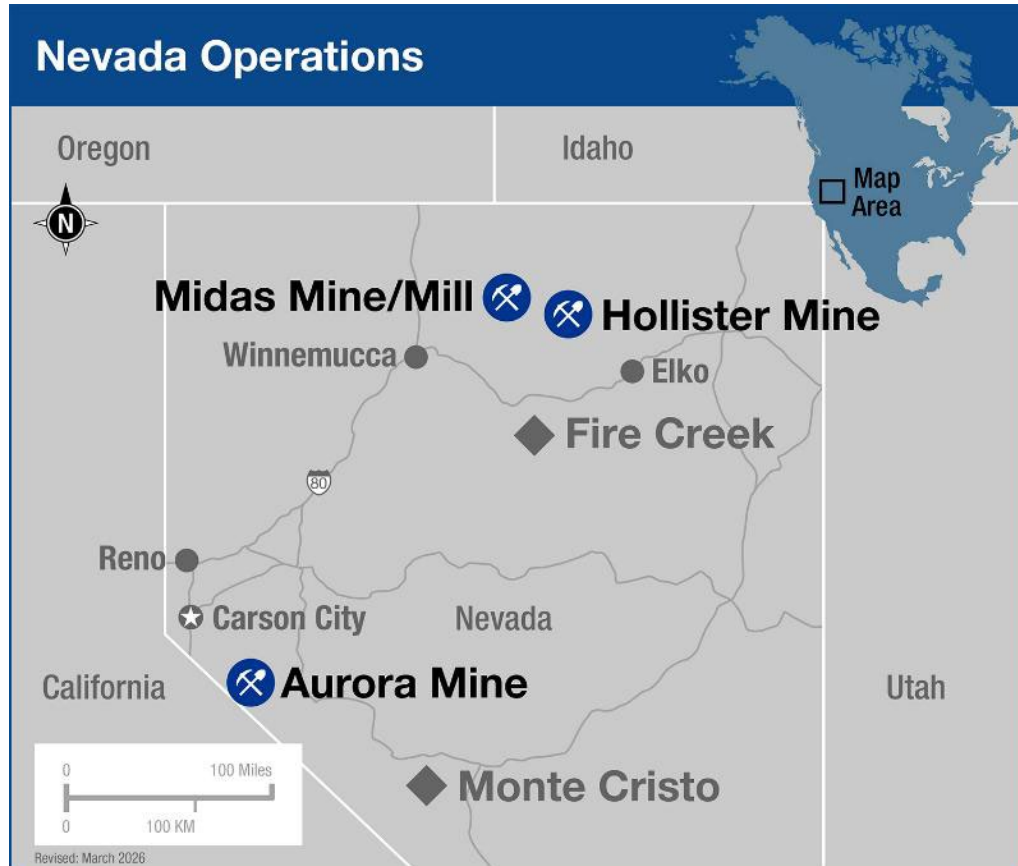 Nevada Operations
Oregon
Idaho
Map
Area
N
Midas Mine/Mill
Hollister Mine
Winnemucca
Elko
Fire Creek
80
Reno
Carson City
Nevada
California
Aurora Mine
Utah
0 100 Miles
0 100 KM
Monte Cristo
Revised: March 2026